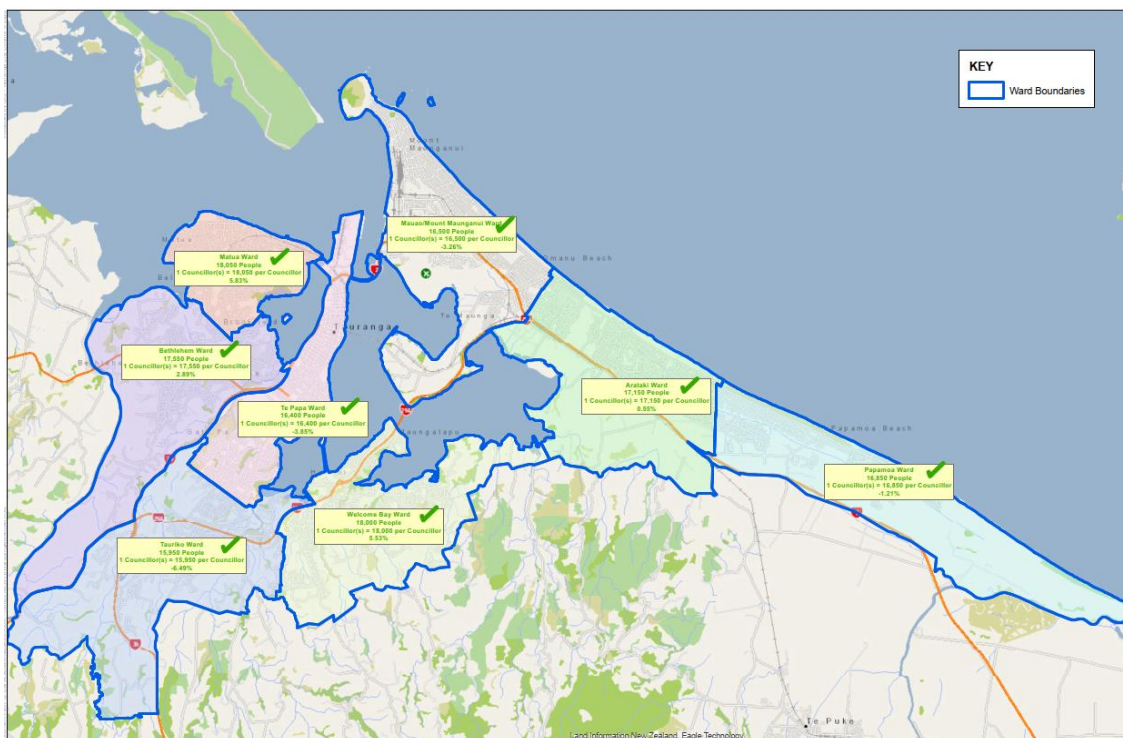 KEY
Ward Boundaries
Mount
Maunganui
Mauao/Mount Maunganui Ward
16,500 People
1 Councillor(s) = 16,500 per Councillor
-3.26%
Matua
Matua Ward
18,050 People
1 Councillor(s) = 18,050 per Councillor
5.83%
Omanu Beach
Te Maunga
Tauranga
Bethlehem Ward
17,550 People
1 Councillor(s) = 17,550 per Councillor
2.89%
Arataki Ward
17,150 People
1 Councillor(s) = 17,150 per Councillor
0.55%
Te Papa Ward
16,400 People
1 Councillor(s) = 16,400 per Councillor
-3.85%
Papamoa Beach
Papamoa Ward
16,850 People
1 Councillor(s) = 16,850 per Councillor
-1.21%
Welcome Bay Ward
18,000 People
1 Councillor(s) = 18,000 per Councillor
5.53%
Tauriko Ward
15,950 People
1 Councillor(s) = 15,950 per Councillor
-6.49%
Te Puke
Land Information New Zealand, Eagle Technology